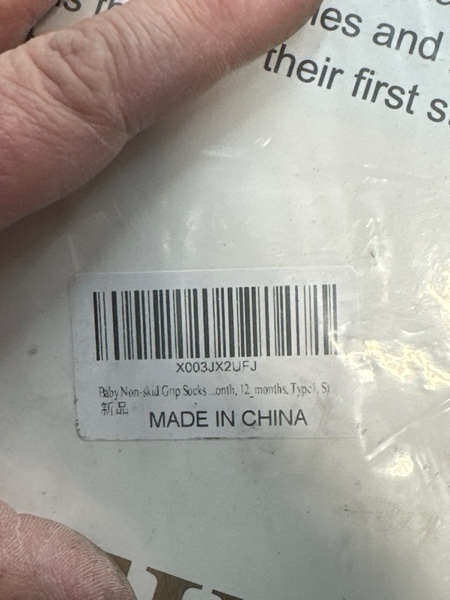 les and
their first s
X003JX2UFJ
Baby Non-skid Grip Socks ...onth, 12_months, Type1, S)
新品
MADE IN CHINA